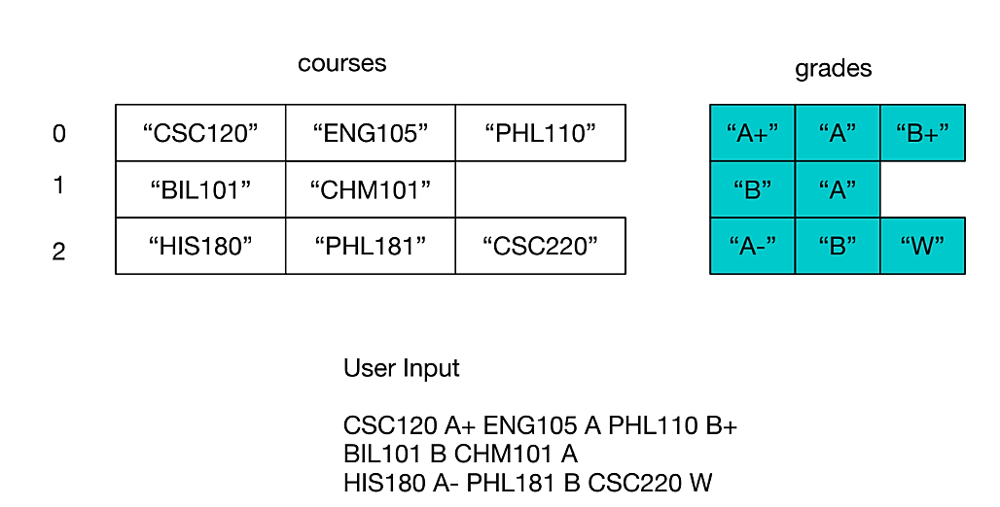 courses grades
0 “CSC120” “ENG105” “PHL110” “A+” “A” “B+”
1 “BIL101” “CHM101” “B” “A”
2 “HIS180” “PHL181” “CSC220” “A-” “B” “W”
User Input
CSC120 A+ ENG105 A PHL110 B+
BIL101 B CHM101 A
HIS180 A- PHL181 B CSC220 W